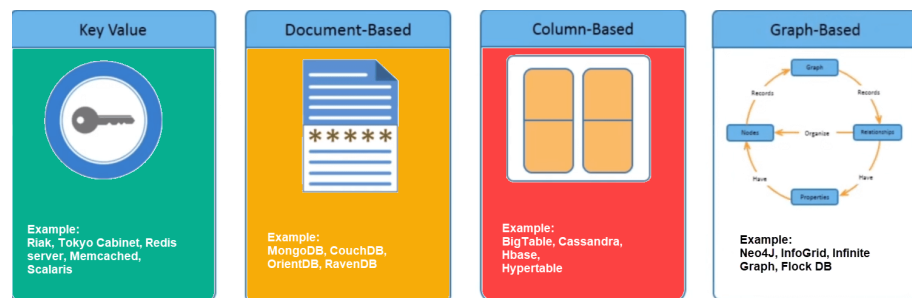 Key Value
Example:
Riak, Tokyo Cabinet, Redis
server, Memcached,
Scalaris
Document-Based
*****
Example:
MongoDB, CouchDB,
OrientDB, RavenDB
Column-Based
Example:
BigTable, Cassandra,
Hbase,
Hypertable
Graph-Based
Graph
Records
Records
Nodes
Organize
Relationships
Have
Have
Properties
Example:
Neo4J, InfoGrid, Infinite
Graph, Flock DB